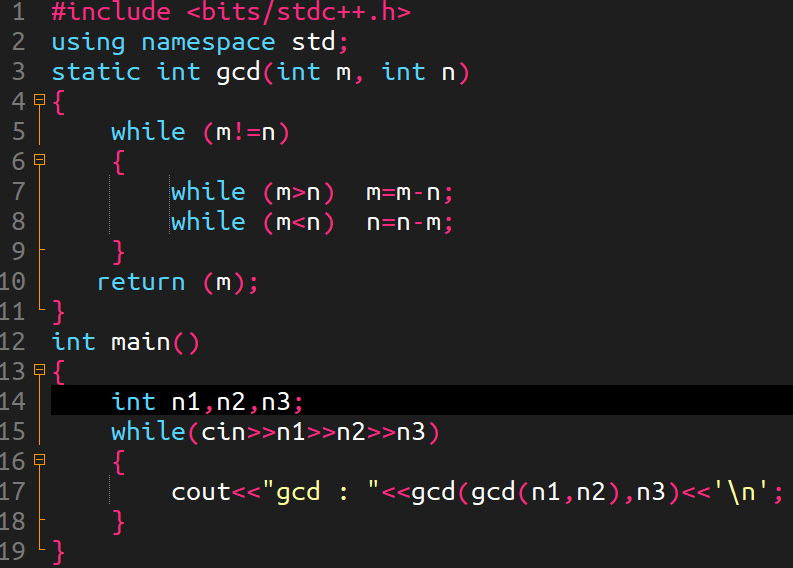 1 #include <bits/stdc++.h>
2 using namespace std;
3 static int gcd(int m, int n)
4 {
5     while (m!=n)
6     {
7         while (m>n)  m=m-n;
8         while (m<n)  n=n-m;
9     }
10    return (m);
11 }
12 int main()
13 {
14     int n1,n2,n3;
15     while(cin>>n1>>n2>>n3)
16     {
17         cout<<"gcd : "<<gcd(gcd(n1,n2),n3)<<'\n';
18     }
19 }